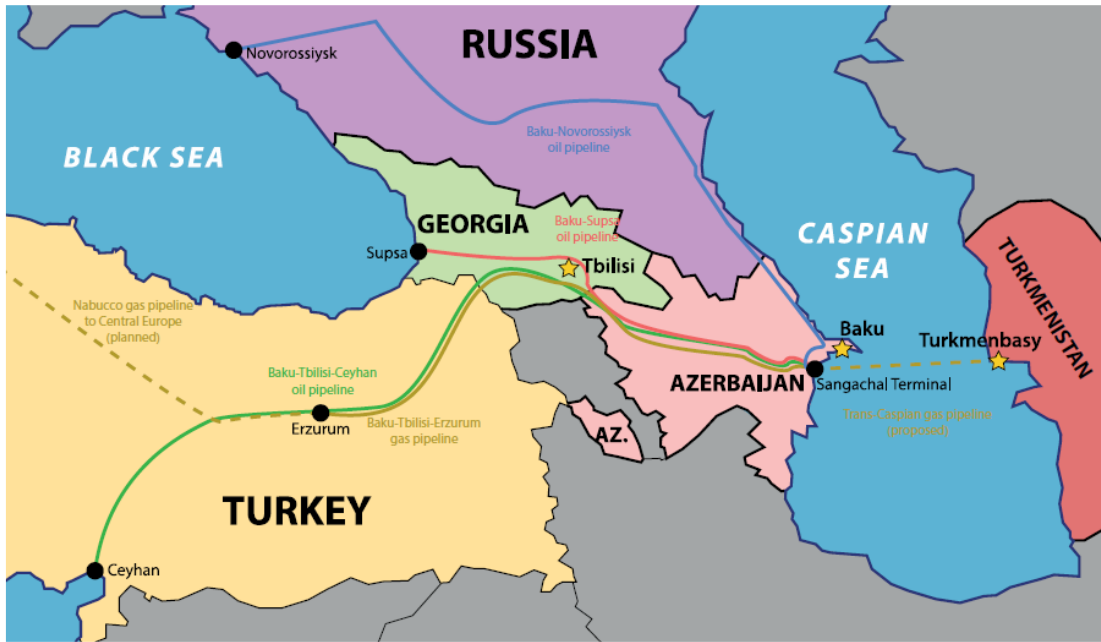 RUSSIA
Novorossiysk
Baku-Novorossiysk
oil pipeline
BLACK SEA
GEORGIA
Baku-Supsa
oil pipeline
Supsa
Tbilisi
CASPIAN
SEA
TURKMENISTAN
Nabucco gas pipeline
to Central Europe
(planned)
Baku
Turkmenbasy
Baku-Tbilisi-Ceyhan
oil pipeline
AZERBAIJAN
Sangachal Terminal
Erzurum
Baku-Tbilisi-Erzurum
gas pipeline
Trans Caspian gas pipeline
(proposed)
AZ.
TURKEY
Ceyhan